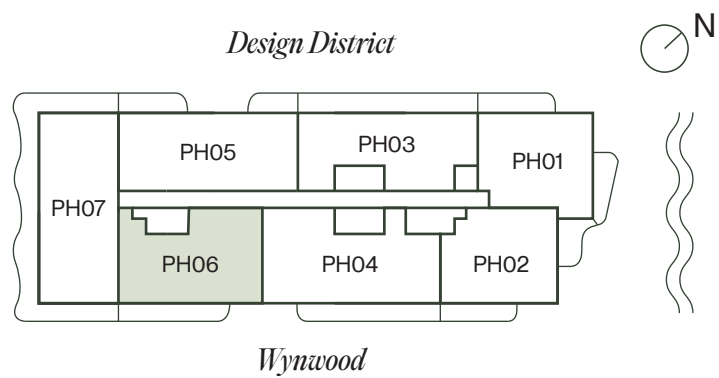 N
Design District
PH05
PH03
PH01
PH07
PH06
PH04
PH02
Wynwood